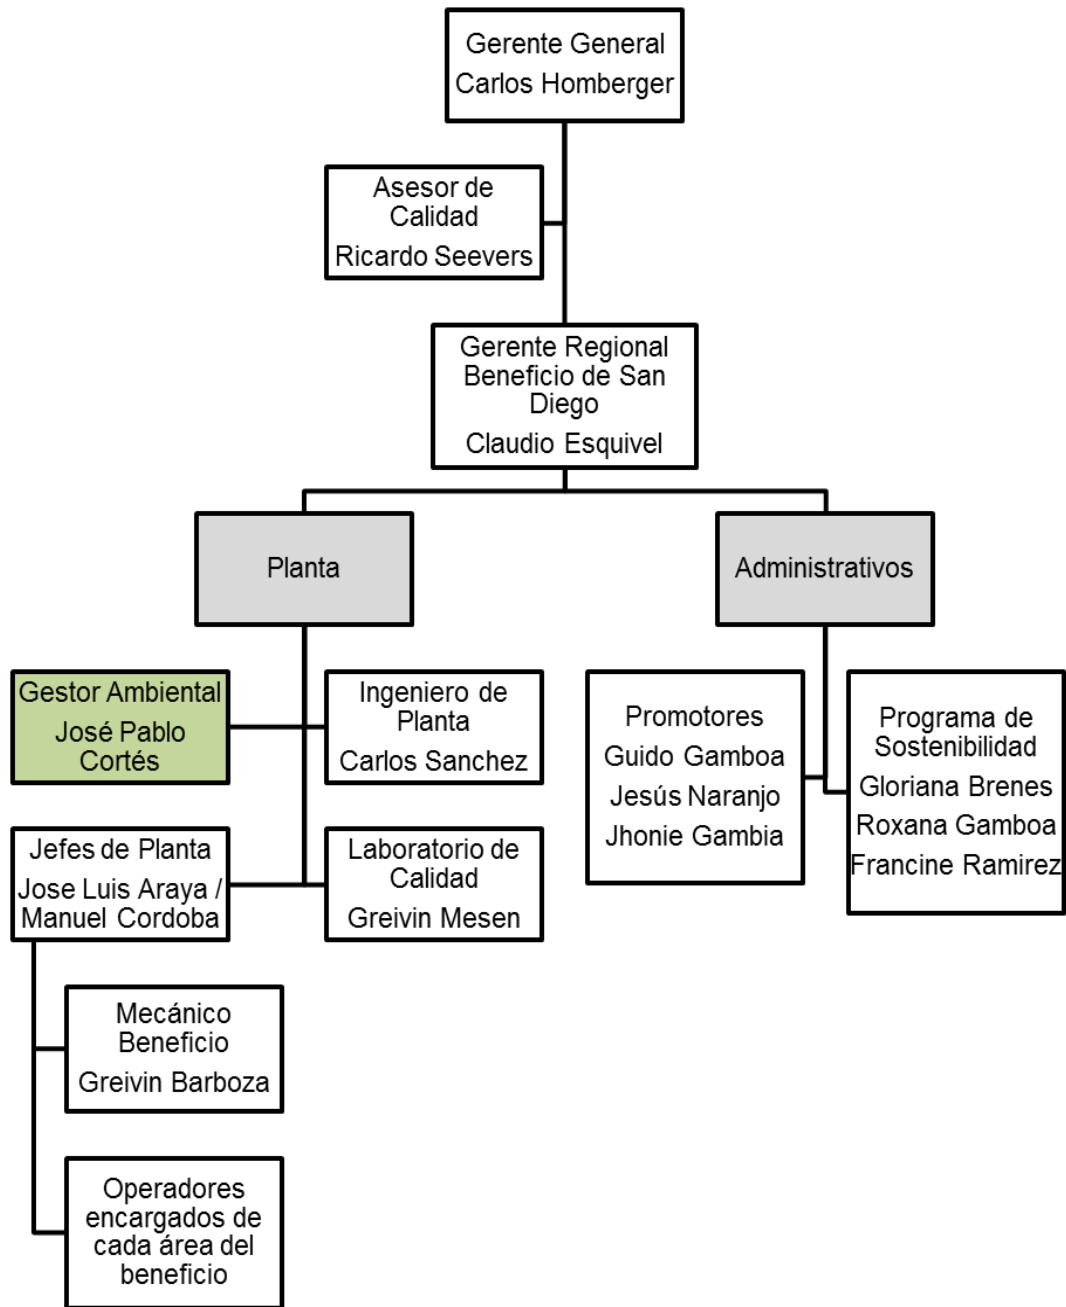 Gerente General
Carlos Homberger
Asesor de
Calidad
Ricardo Seevers
Gerente Regional
Beneficio de San
Diego
Claudio Esquivel
Planta
Administrativos
Gestor Ambiental
José Pablo
Cortés
Ingeniero de
Planta
Carlos Sanchez
Promotores
Guido Gamboa
Jesús Naranjo
Jhonie Gambia
Programa de
Sostenibilidad
Gloriana Brenes
Roxana Gamboa
Francine Ramirez
Jefes de Planta
Jose Luis Araya /
Manuel Cordoba
Laboratorio de
Calidad
Greivin Mesen
Mecánico
Beneficio
Greivin Barboza
Operadores
encargados de
cada área del
beneficio